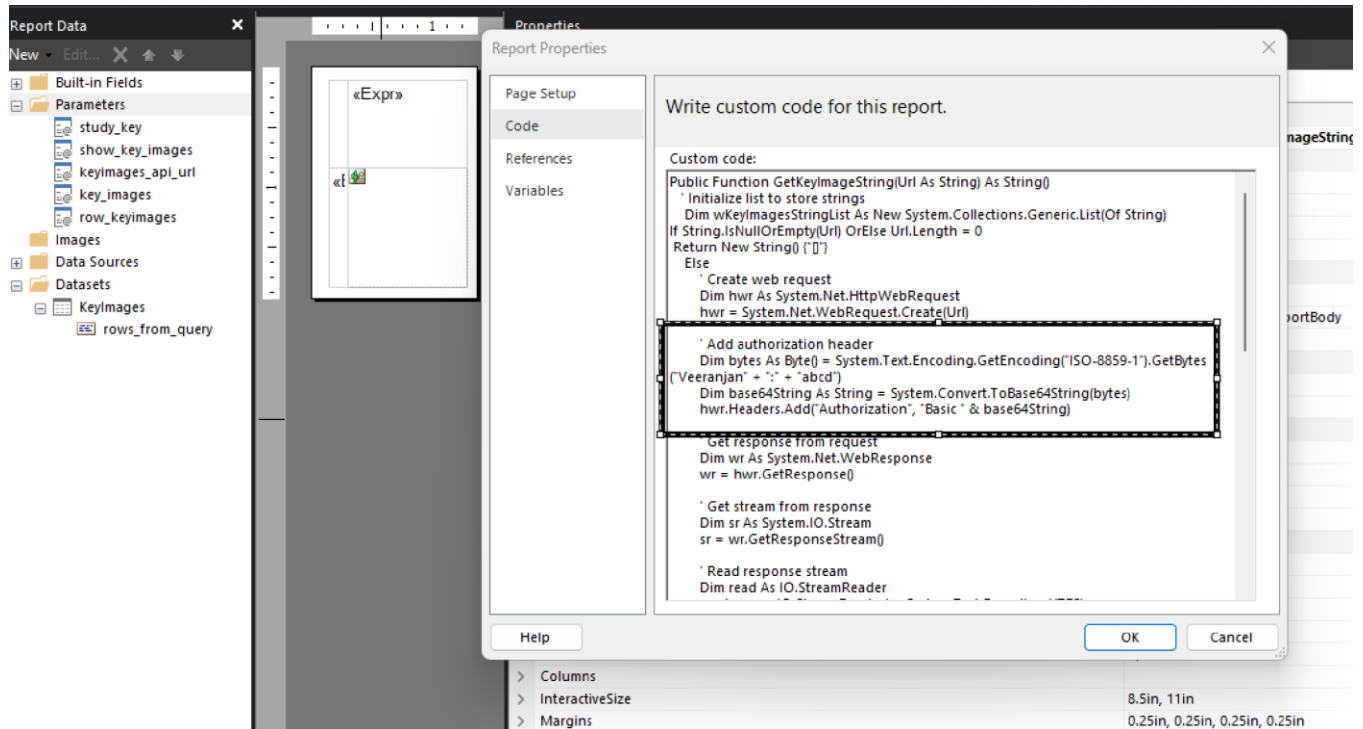 Report Data
New Edit...
Built-in Fields
Parameters
study_key
show_key_images
keyimages_api_url
key_images
row_keyimages
Images
Data Sources
Datasets
KeyImages
rows_from_query
1
«Expr»
Properties
Report Properties
Page Setup
Code
References
Variables
Write custom code for this report.
Custom code:
Public Function GetKeyImageString(Url As String) As String()
' Initialize list to store strings
Dim wKeyImagesStringList As New System.Collections.Generic.List(Of String)
If String.IsNullOrEmpty(Url) OrElse Url.Length = 0
Return New String() {"[]"}
Else
' Create web request
Dim hwr As System.Net.HttpWebRequest
hwr = System.Net.WebRequest.Create(Url)
' Add authorization header
Dim bytes As Byte() = System.Text.Encoding.GetEncoding("ISO-8859-1").GetBytes
("Veeranjan" + ":" + "abcd")
Dim base64String As String = System.Convert.ToBase64String(bytes)
hwr.Headers.Add("Authorization", "Basic " & base64String)
' Get response from request
Dim wr As System.Net.WebResponse
wr = hwr.GetResponse()
' Get stream from response
Dim sr As System.IO.Stream
sr = wr.GetResponseStream()
' Read response stream
Dim read As IO.StreamReader
Help
OK
Cancel
mageString
ortBody
Columns
InteractiveSize 8.5in, 11in
Margins 0.25in, 0.25in, 0.25in, 0.25in